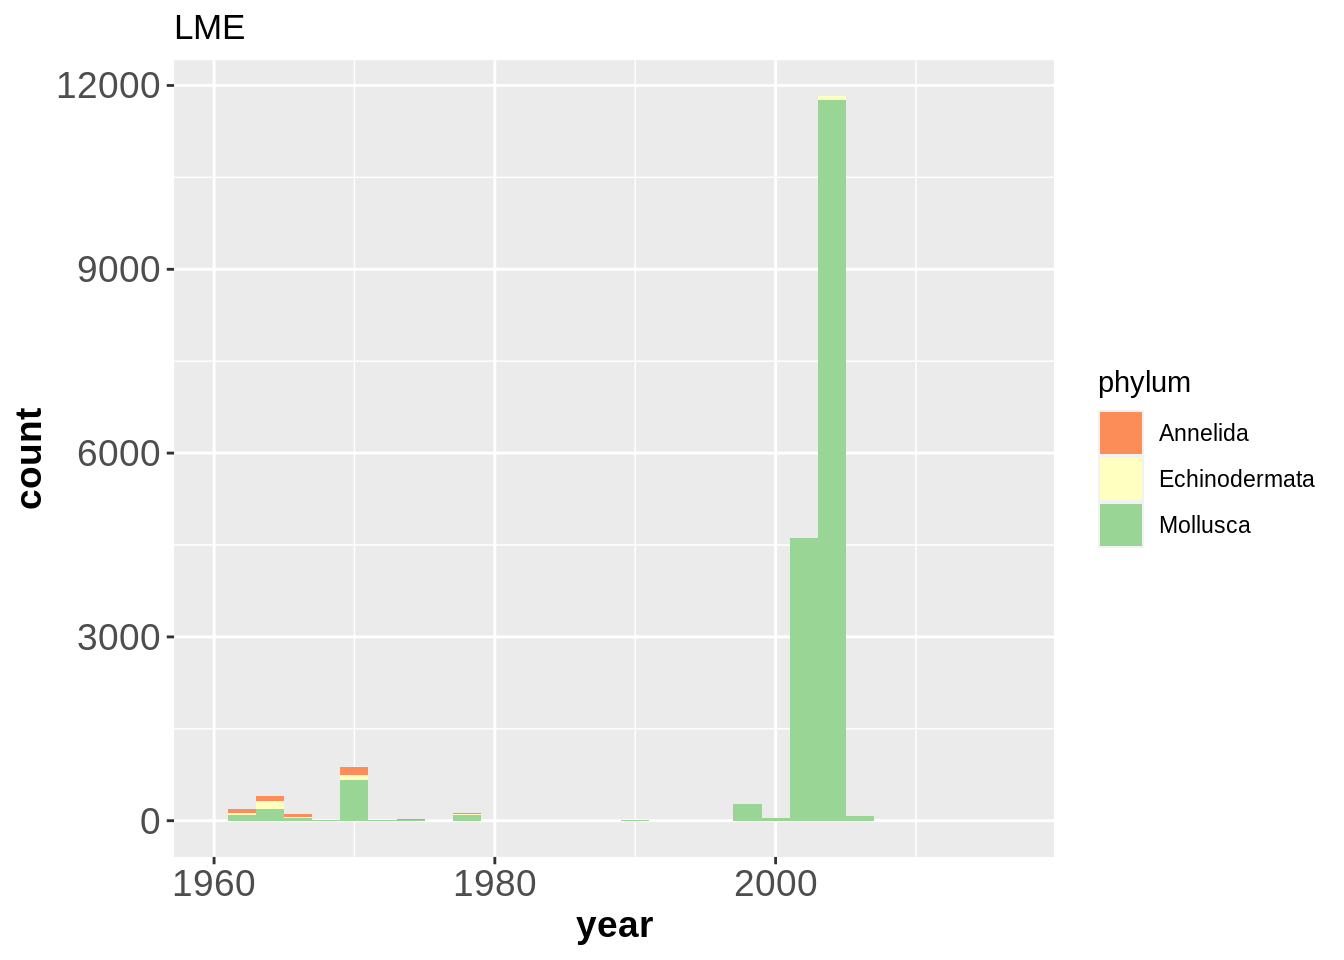 LME
12000
9000
6000
3000
0
count
1960 1980 2000
year
phylum
Annelida
Echinodermata
Mollusca